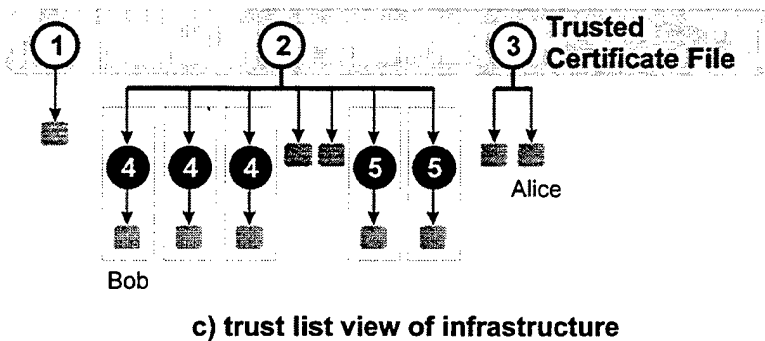 1 2 3 Trusted
Certificate File
4 4 4 5 5
Alice
Bob
c) trust list view of infrastructure